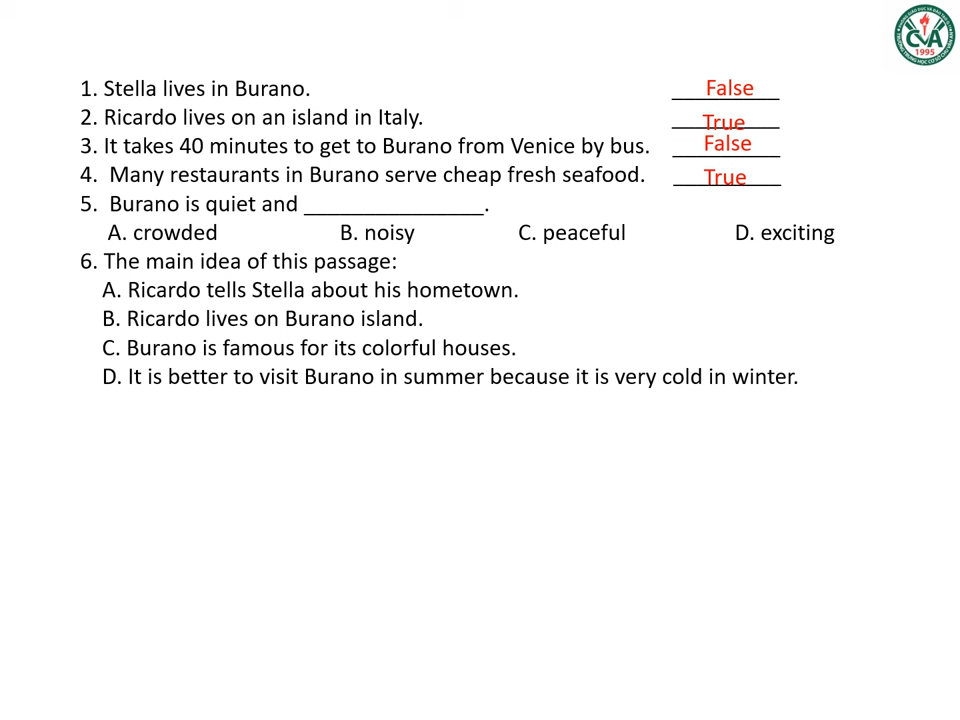 CVA
1995
1. Stella lives in Burano. False
2. Ricardo lives on an island in Italy. True
3. It takes 40 minutes to get to Burano from Venice by bus. False
4. Many restaurants in Burano serve cheap fresh seafood. True
5. Burano is quiet and _______________.
A. crowded B. noisy C. peaceful D. exciting
6. The main idea of this passage:
A. Ricardo tells Stella about his hometown.
B. Ricardo lives on Burano island.
C. Burano is famous for its colorful houses.
D. It is better to visit Burano in summer because it is very cold in winter.